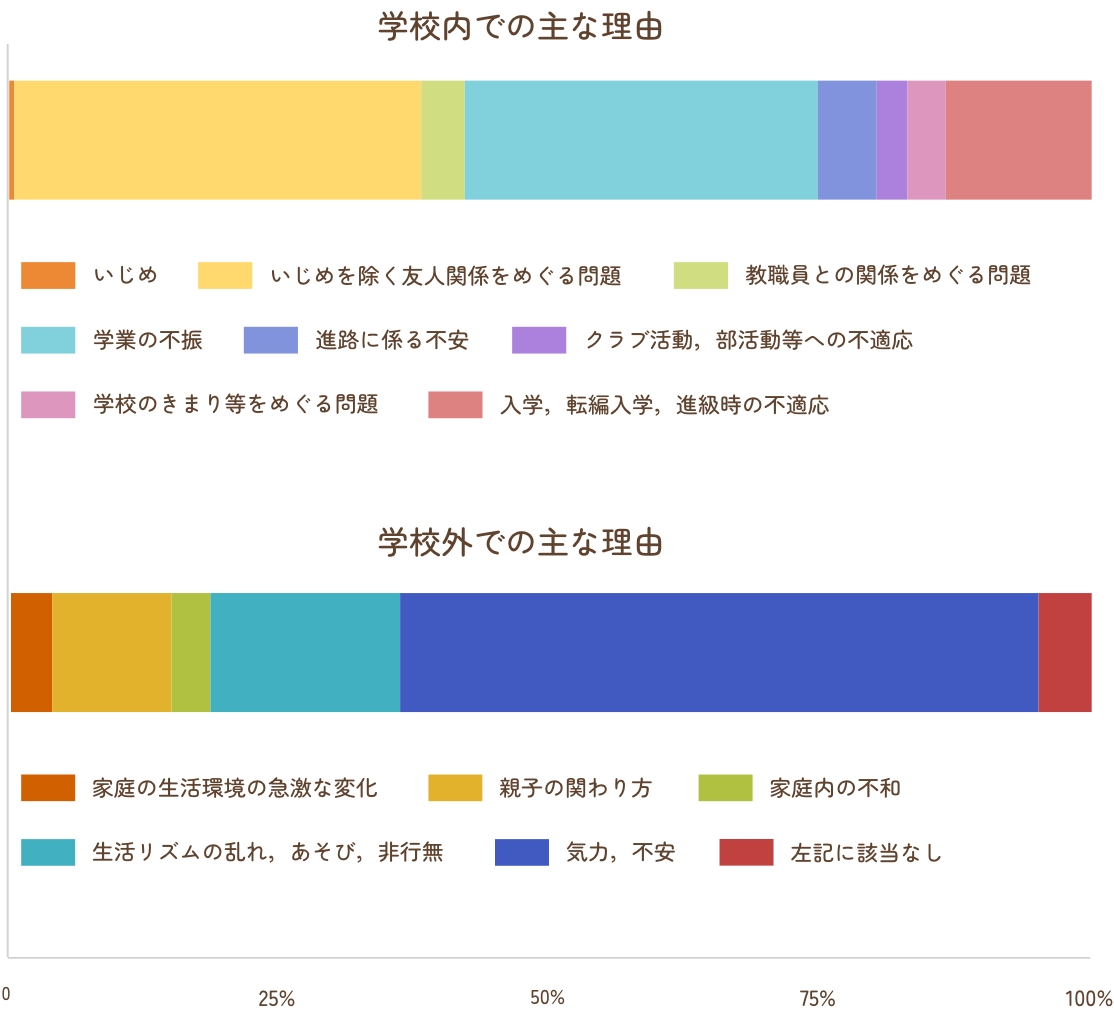 学校内での主な理由
いじめ いじめを除く友人関係をめぐる問題 教職員との関係をめぐる問題
学業の不振 進路に係る不安 クラブ活動，部活動等への不適応
学校のきまり等をめぐる問題 入学，転編入学，進級時の不適応
学校外での主な理由
家庭の生活環境の急激な変化 親子の関わり方 家庭内の不和
生活リズムの乱れ，あそび，非行無 気力，不安 左記に該当なし
0 25% 50% 75% 100%